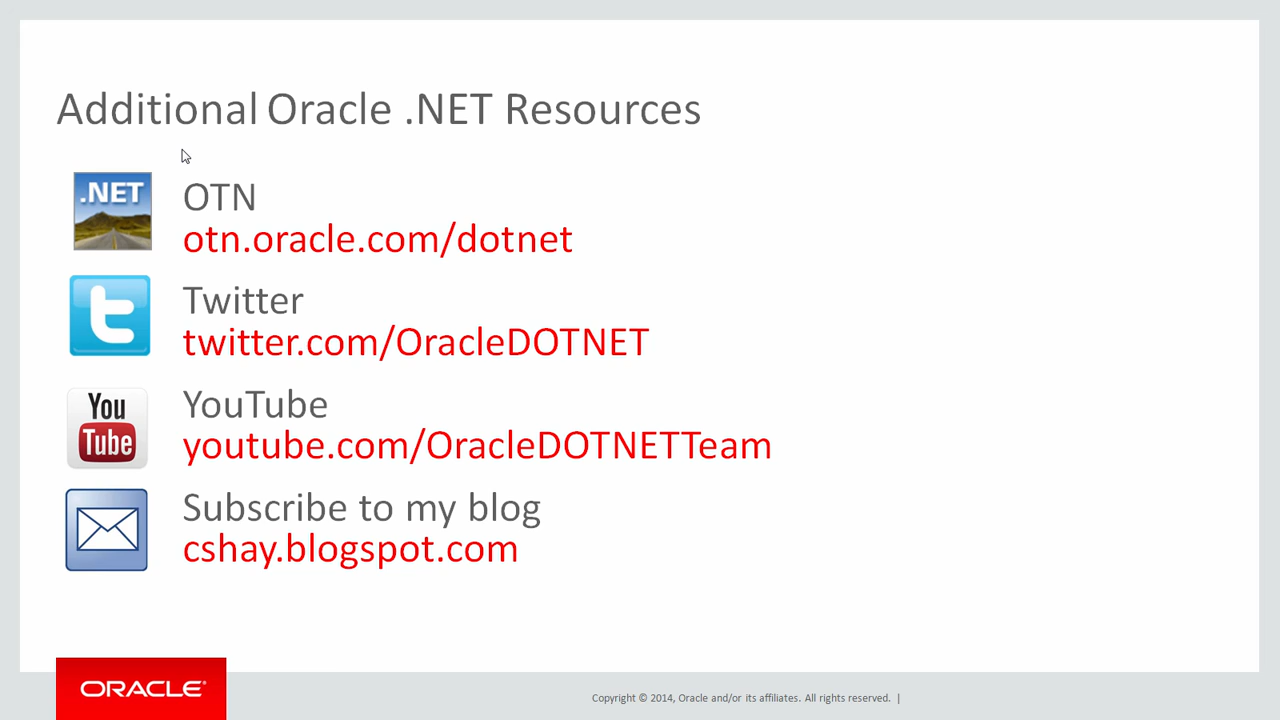 Additional Oracle .NET Resources
.NET
OTN
otn.oracle.com/dotnet
t
Twitter
twitter.com/OracleDOTNET
You
Tube
YouTube
youtube.com/OracleDOTNETTeam
Subscribe to my blog
cshay.blogspot.com
ORACLE®
Copyright © 2014, Oracle and/or its affiliates. All rights reserved. |